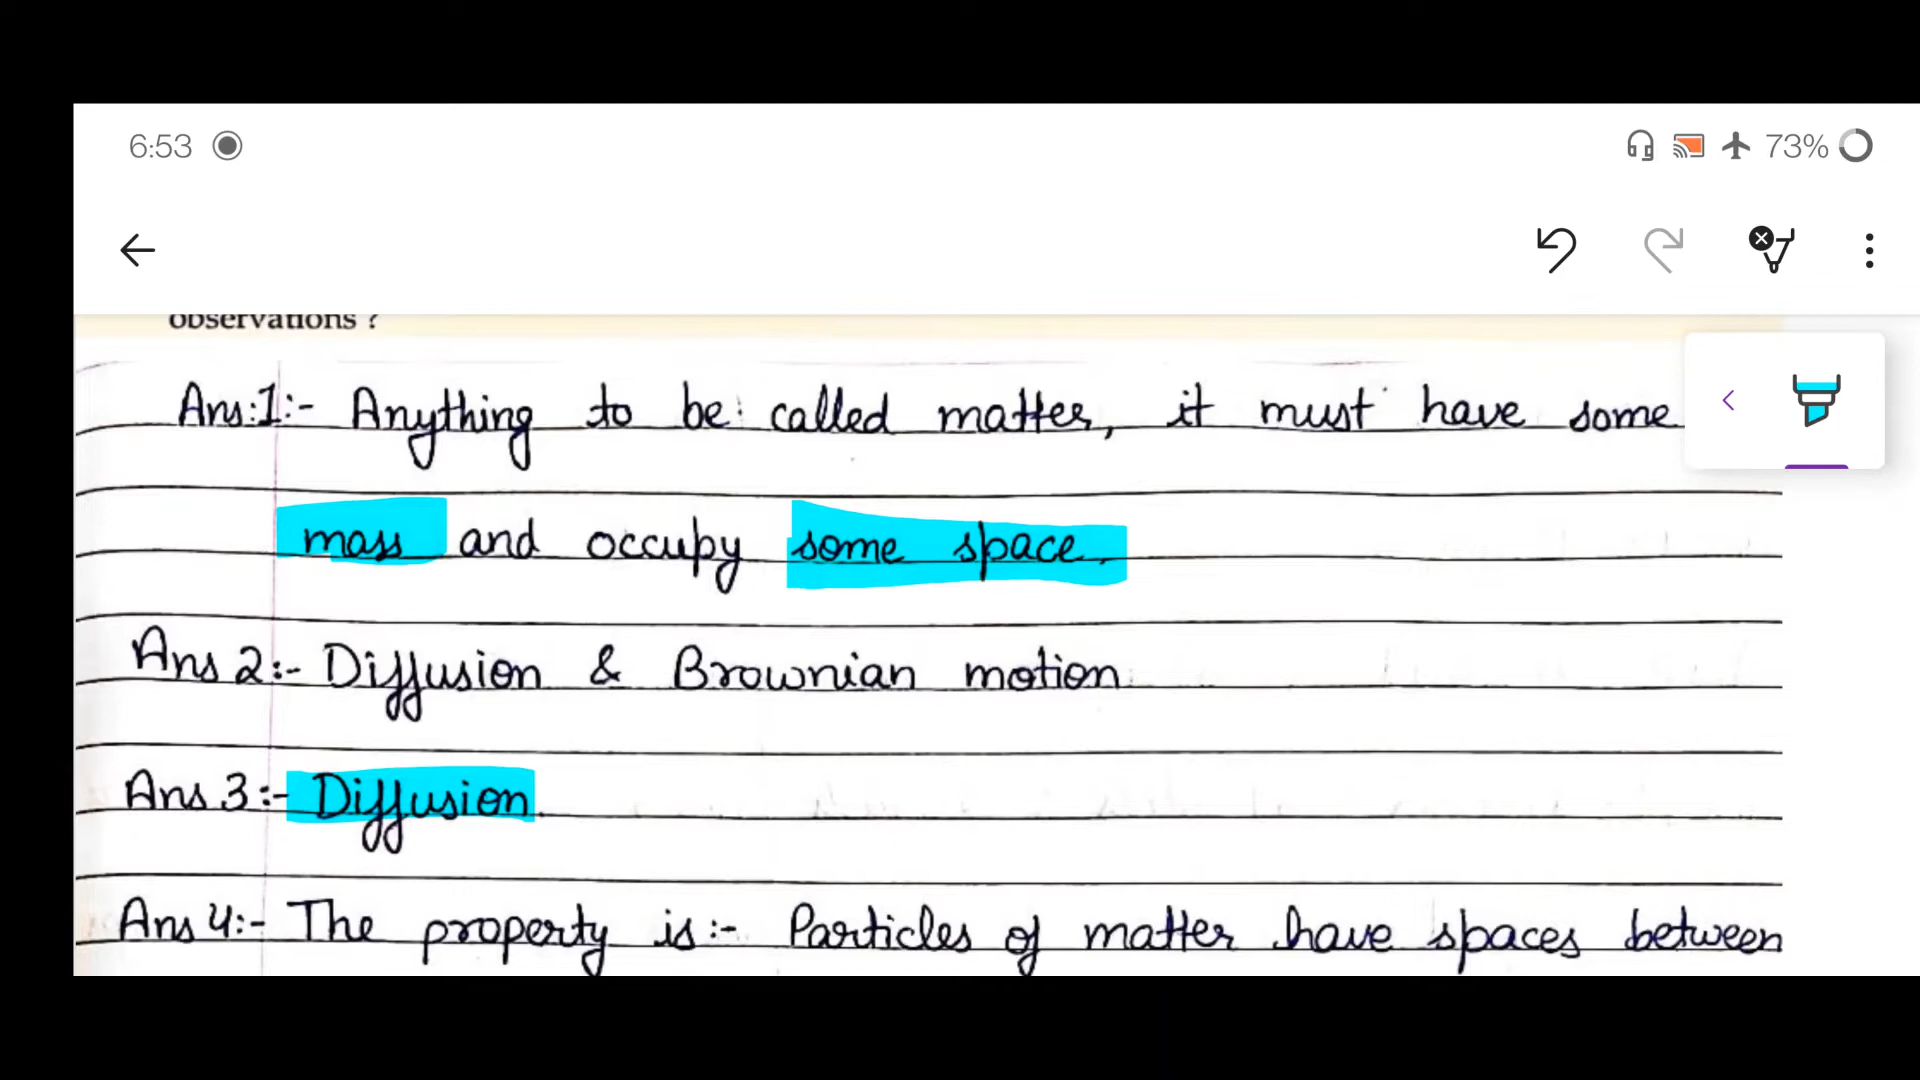 6:53
73%
observations ?
Ans:1:- Anything to be called matter, it must have some
mass and occupy some space.
Ans 2:- Diffusion & Brownian motion
Ans 3:- Diffusion.
Ans 4:- The property is:- Particles of matter have spaces between